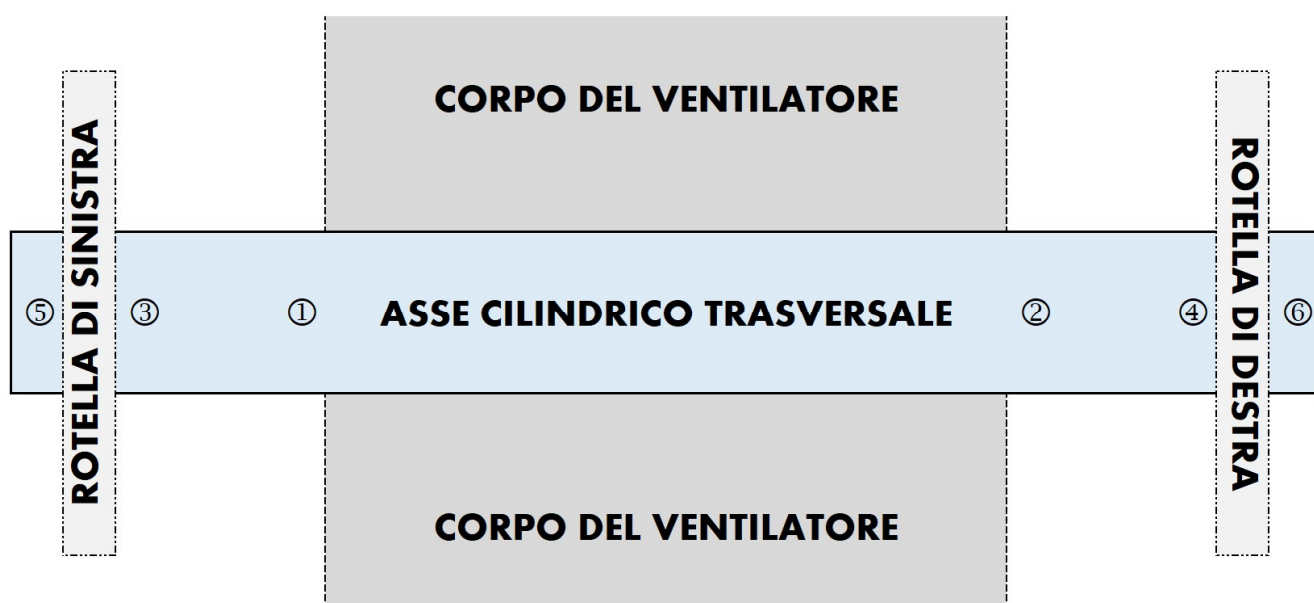 CORPO DEL VENTILATORE
ROTELLA DI SINISTRA
ROTELLA DI DESTRA
⑤ ③ ① ASSE CILINDRICO TRASVERSALE ② ④ ⑥
CORPO DEL VENTILATORE